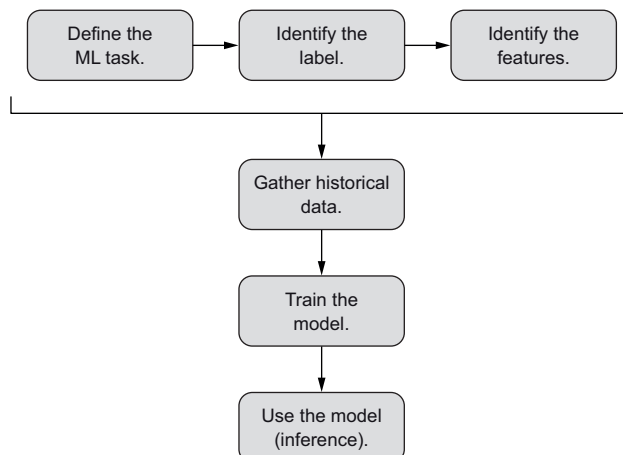 Define the
ML task.
Identify the
label.
Identify the
features.
Gather historical
data.
Train the
model.
Use the model
(inference).